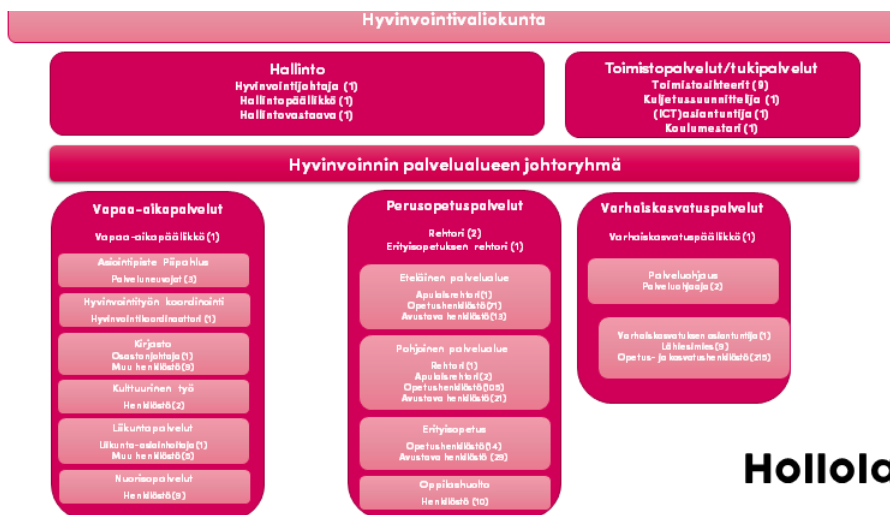 Hyvinvointivaliokunta
Hallinto
Hyvinvointijohtaja (1)
Hallintopäällikkö (1)
Hallintovastaava (1)
Toimistopalvelut/tukipalvelut
Toimistosihteerit (9)
Kuljetussuunnittelija (1)
(ICT)asiantuntija (1)
Koulumestari (1)
Hyvinvoinnin palvelualueen johtoryhmä
Vapaa-aikapalvelut
Vapaa-aikapäällikkö (1)
Asiointipiste Piipahlus
Palveluneuvojat (3)
Hyvinvointityön koordinointi
Hyvinvointikoordinaattori (1)
Kirjasto
Osastonjohtaja (1)
Muu henkilöstö (9)
Kulttuurinen työ
Henkilöstö (2)
Liikuntapalvelut
Liikunta-asiainhoitaja (1)
Muu henkilöstö (5)
Nuorisopalvelut
Henkilöstö (9)
Perusopetuspalvelut
Rehtori (2)
Erityisopetuksen rehtori (1)
Eteläinen palvelualue
Apulaisrehtori (1)
Opetushenkilöstö (71)
Avustava henkilöstö (13)
Pohjoinen palvelualue
Rehtori (1)
Apulaisrehtori (2)
Opetushenkilöstö (105)
Avustava henkilöstö (21)
Erityisopetus
Opetushenkilöstö (14)
Avustava henkilöstö (29)
Oppilashuolto
Henkilöstö (10)
Varhaiskasvatuspalvelut
Varhaiskasvatuspäällikkö (1)
Palveluohjaus
Palveluohjaaja (2)
Varhaiskasvatuksen asiantuntija (1)
Lähiesimies (9)
Opetus- ja kasvatushenkilöstö (215)
Hollola